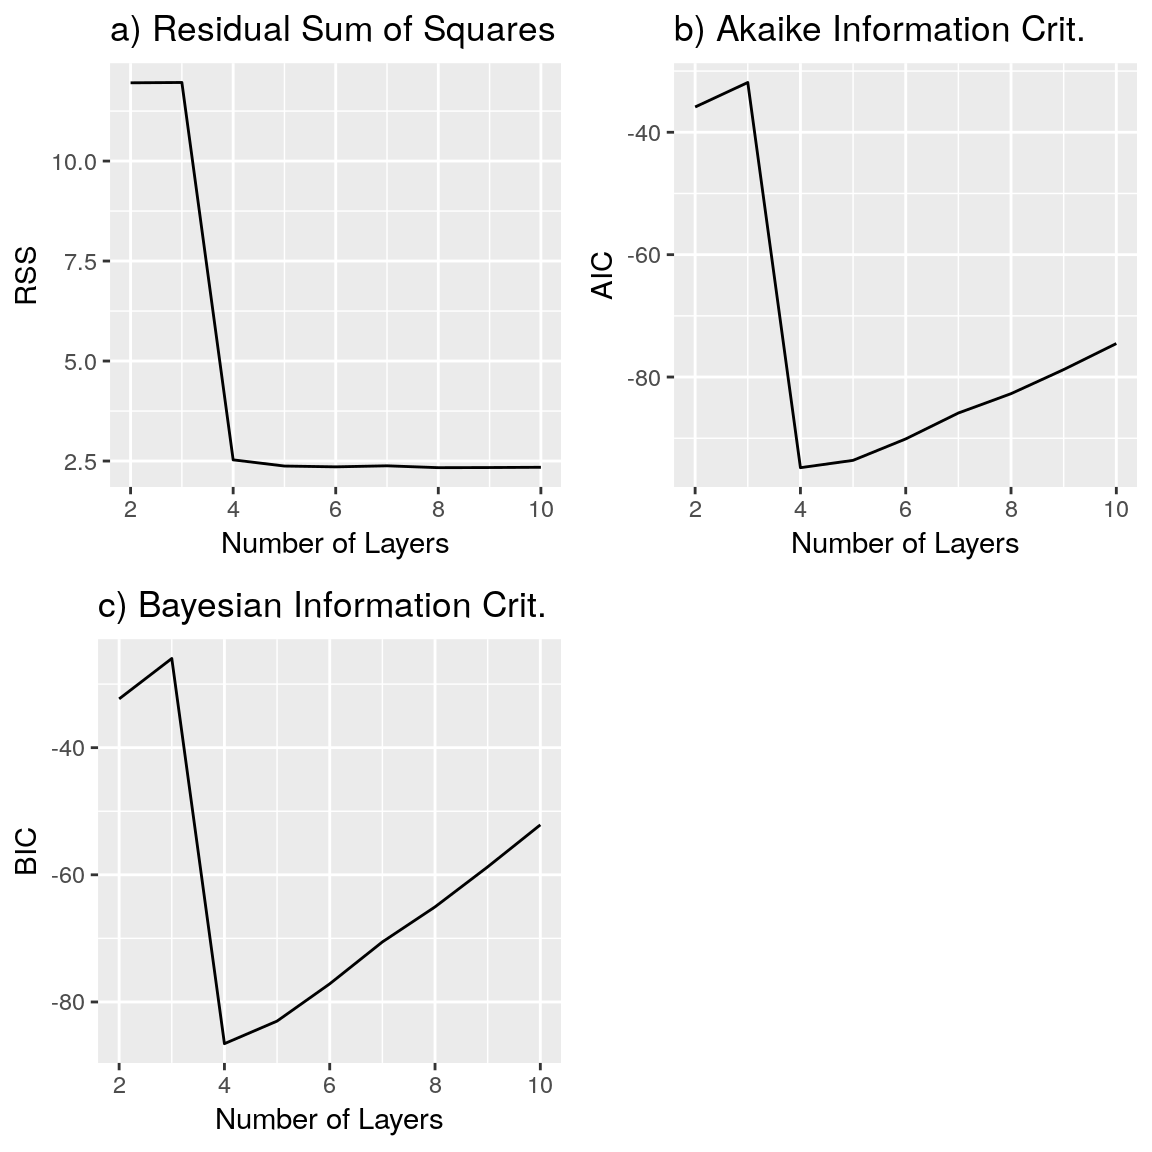 a) Residual Sum of Squares
RSS
10.0
7.5
5.0
2.5
2 4 6 8 10
Number of Layers
b) Akaike Information Crit.
AIC
-40
-60
-80
2 4 6 8 10
Number of Layers
c) Bayesian Information Crit.
BIC
-40
-60
-80
2 4 6 8 10
Number of Layers